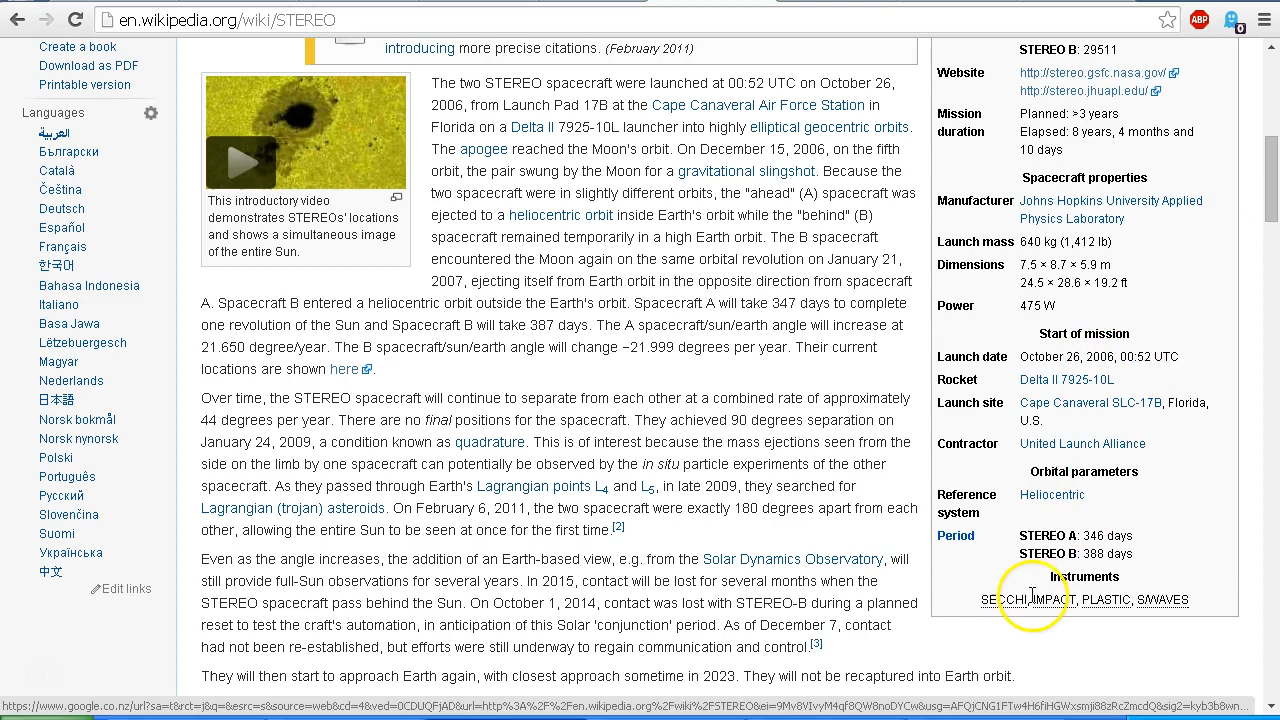 en.wikipedia.org/wiki/STEREO
ABP
0
Create a book
Download as PDF
Printable version
Languages
العربية
Български
Català
Čeština
Deutsch
Español
Français
한국어
Bahasa Indonesia
Italiano
Basa Jawa
Lëtzebuergesch
Magyar
Nederlands
日本語
Norsk bokmål
Norsk nynorsk
Polski
Português
Русский
Slovenčina
Suomi
Українська
中文
Edit links
introducing more precise citations. (February 2011)
This introductory video
demonstrates STEREOs' locations
and shows a simultaneous image
of the entire Sun.
The two STEREO spacecraft were launched at 00:52 UTC on October 26,
2006, from Launch Pad 17B at the Cape Canaveral Air Force Station in
Florida on a Delta II 7925-10L launcher into highly elliptical geocentric orbits.
The apogee reached the Moon's orbit. On December 15, 2006, on the fifth
orbit, the pair swung by the Moon for a gravitational slingshot. Because the
two spacecraft were in slightly different orbits, the "ahead" (A) spacecraft was
ejected to a heliocentric orbit inside Earth's orbit while the "behind" (B)
spacecraft remained temporarily in a high Earth orbit. The B spacecraft
encountered the Moon again on the same orbital revolution on January 21,
2007, ejecting itself from Earth orbit in the opposite direction from spacecraft
A. Spacecraft B entered a heliocentric orbit outside the Earth's orbit. Spacecraft A will take 347 days to complete
one revolution of the Sun and Spacecraft B will take 387 days. The A spacecraft/sun/earth angle will increase at
21.650 degree/year. The B spacecraft/sun/earth angle will change −21.999 degrees per year. Their current
locations are shown here.
Over time, the STEREO spacecraft will continue to separate from each other at a combined rate of approximately
44 degrees per year. There are no final positions for the spacecraft. They achieved 90 degrees separation on
January 24, 2009, a condition known as quadrature. This is of interest because the mass ejections seen from the
side on the limb by one spacecraft can potentially be observed by the in situ particle experiments of the other
spacecraft. As they passed through Earth's Lagrangian points L4 and L5, in late 2009, they searched for
Lagrangian (trojan) asteroids. On February 6, 2011, the two spacecraft were exactly 180 degrees apart from each
other, allowing the entire Sun to be seen at once for the first time.[2]
Even as the angle increases, the addition of an Earth-based view, e.g. from the Solar Dynamics Observatory, will
still provide full-Sun observations for several years. In 2015, contact will be lost for several months when the
STEREO spacecraft pass behind the Sun. On October 1, 2014, contact was lost with STEREO-B during a planned
reset to test the craft's automation, in anticipation of this Solar 'conjunction' period. As of December 7, contact
had not been re-established, but efforts were still underway to regain communication and control.[3]
They will then start to approach Earth again, with closest approach sometime in 2023. They will not be recaptured into Earth orbit.
STEREO B: 29511
Website http://stereo.gsfc.nasa.gov/
http://stereo.jhuapl.edu/
Mission Planned: >3 years
duration Elapsed: 8 years, 4 months and
10 days
Spacecraft properties
Manufacturer Johns Hopkins University Applied
Physics Laboratory
Launch mass 640 kg (1,412 lb)
Dimensions 7.5 × 8.7 × 5.9 m
24.5 × 28.6 × 19.2 ft
Power 475 W
Start of mission
Launch date October 26, 2006, 00:52 UTC
Rocket Delta II 7925-10L
Launch site Cape Canaveral SLC-17B, Florida,
U.S.
Contractor United Launch Alliance
Orbital parameters
Reference Heliocentric
system
Period STEREO A: 346 days
STEREO B: 388 days
Instruments
SECCHI, IMPACT, PLASTIC, S/WAVES